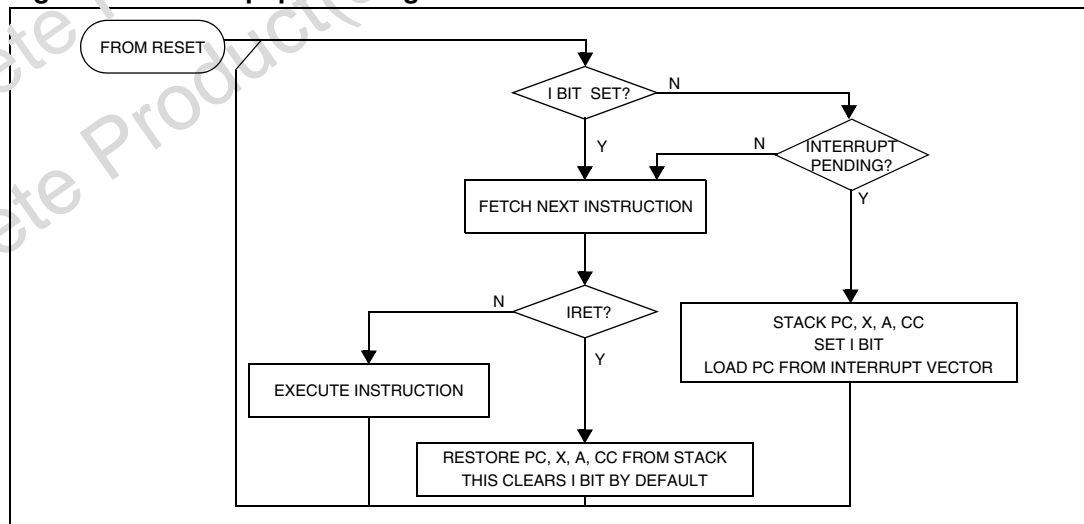 FROM RESET
I BIT SET?
N
Y
N
INTERRUPT
PENDING?
Y
FETCH NEXT INSTRUCTION
N
IRET?
Y
STACK PC, X, A, CC
SET I BIT
LOAD PC FROM INTERRUPT VECTOR
EXECUTE INSTRUCTION
RESTORE PC, X, A, CC FROM STACK
THIS CLEARS I BIT BY DEFAULT